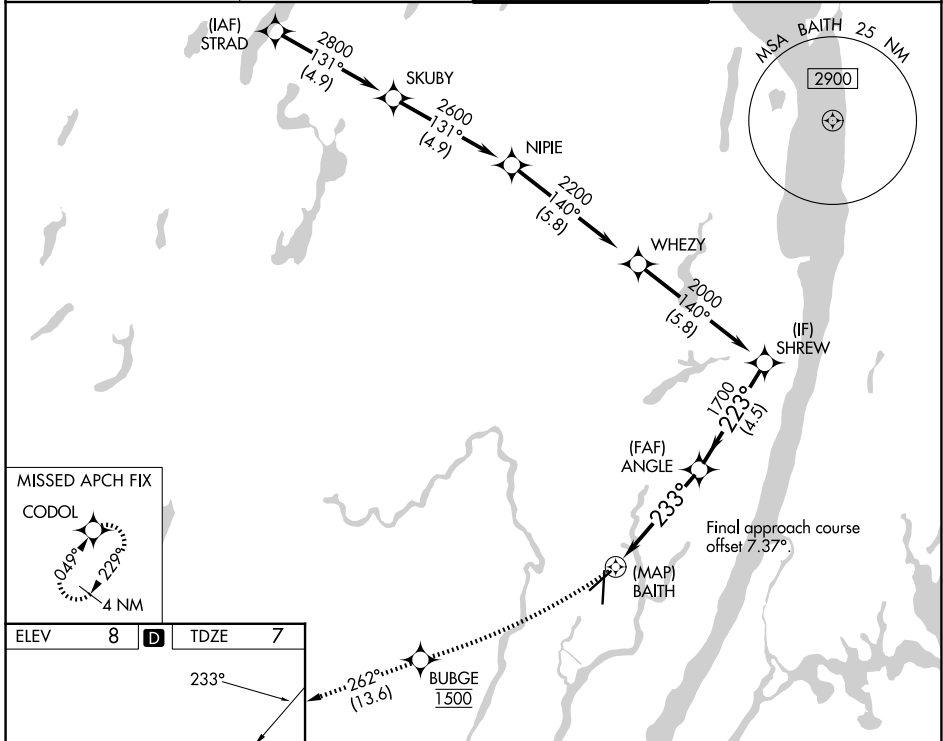 (IAF)
STRAD
2800
131°
(4.9)
SKUBY
2600
131°
(4.9)
NIPIE
2200
140°
(5.8)
WHEZY
2000
140°
(5.8)
(IF)
SHREW
MSA BAITH 25 NM
2900
1700
223°
(4.5)
(FAF)
ANGLE
233°
Final approach course
offset 7.37°.
(MAP)
BAITH
MISSED APCH FIX
CODOL
049°
229°
4 NM
ELEV 8 D TDZE 7
233°
262°
(13.6)
BUBGE
1500